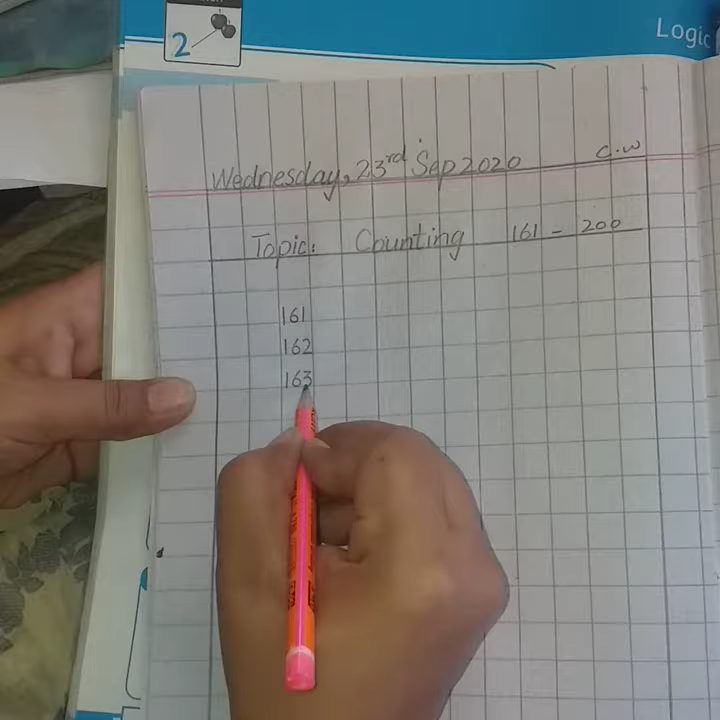 2
Logic
C.W
Wednesday, 23rd Sep 2020
Topic: Counting 161 - 200
161
162
163